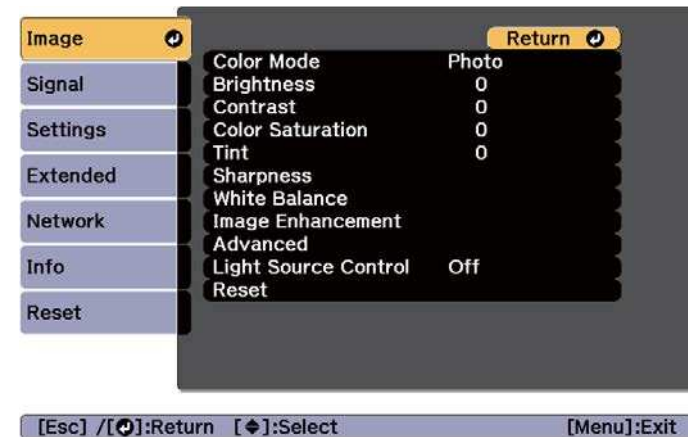 Image
Signal
Settings
Extended
Network
Info
Reset
Return
Color Mode Photo
Brightness 0
Contrast 0
Color Saturation 0
Tint 0
Sharpness
White Balance
Image Enhancement
Advanced
Light Source Control Off
Reset
[Esc] /[⏎]:Return [◆]:Select [Menu]:Exit